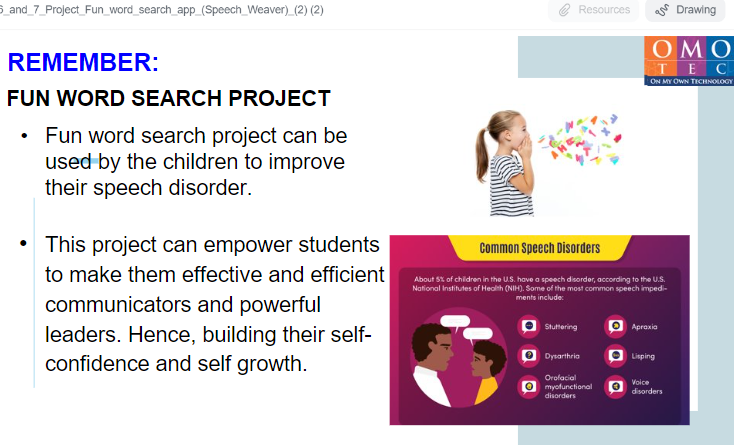 6_and_7_Project_Fun_word_search_app_(Speech_Weaver)_(2) (2)
Resources
Drawing
OMO
TEC
ON MY OWN TECHNOLOGY
REMEMBER:
FUN WORD SEARCH PROJECT
• Fun word search project can be
used by the children to improve
their speech disorder.
• This project can empower students
to make them effective and efficient
communicators and powerful
leaders. Hence, building their self-
confidence and self growth.
Common Speech Disorders
About 5% of children in the U.S. have a speech disorder, according to the U.S.
National Institutes of Health (NIH). Some of the most common speech impedi-
ments include:
Stuttering
Apraxia
Dysarthria
Lisping
Orofacial
myofunctional
disorders
Voice
disorders